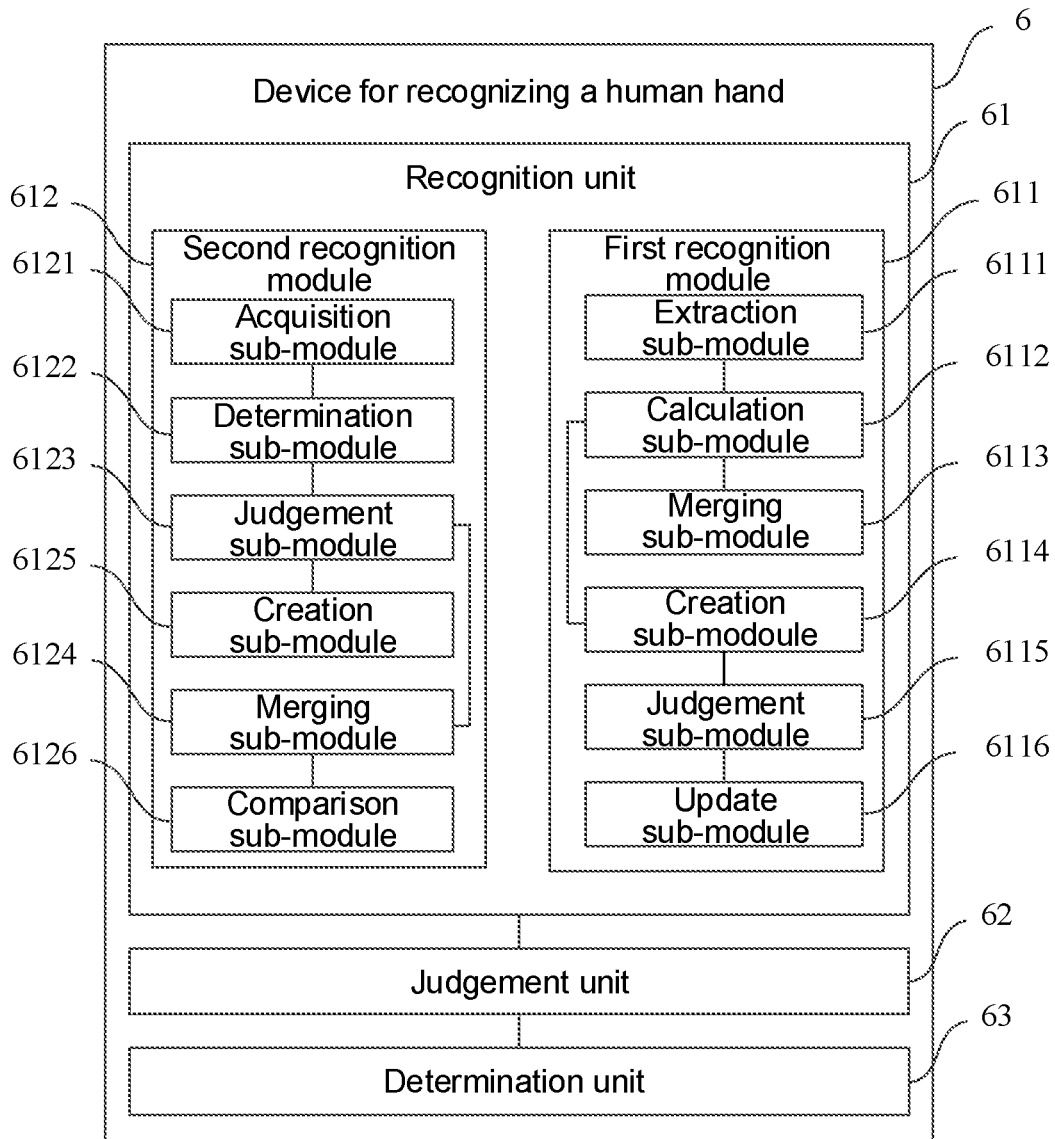 6
Device for recognizing a human hand
61
Recognition unit
612
611
Second recognition
module
First recognition
module
6121
Acquisition
sub-module
6111
Extraction
sub-module
6122
Determination
sub-module
6112
Calculation
sub-module
6123
Judgement
sub-module
6113
Merging
sub-module
6125
Creation
sub-module
6114
Creation
sub-modoule
6124
Merging
sub-module
6115
Judgement
sub-module
6126
Comparison
sub-module
6116
Update
sub-module
62
Judgement unit
63
Determination unit